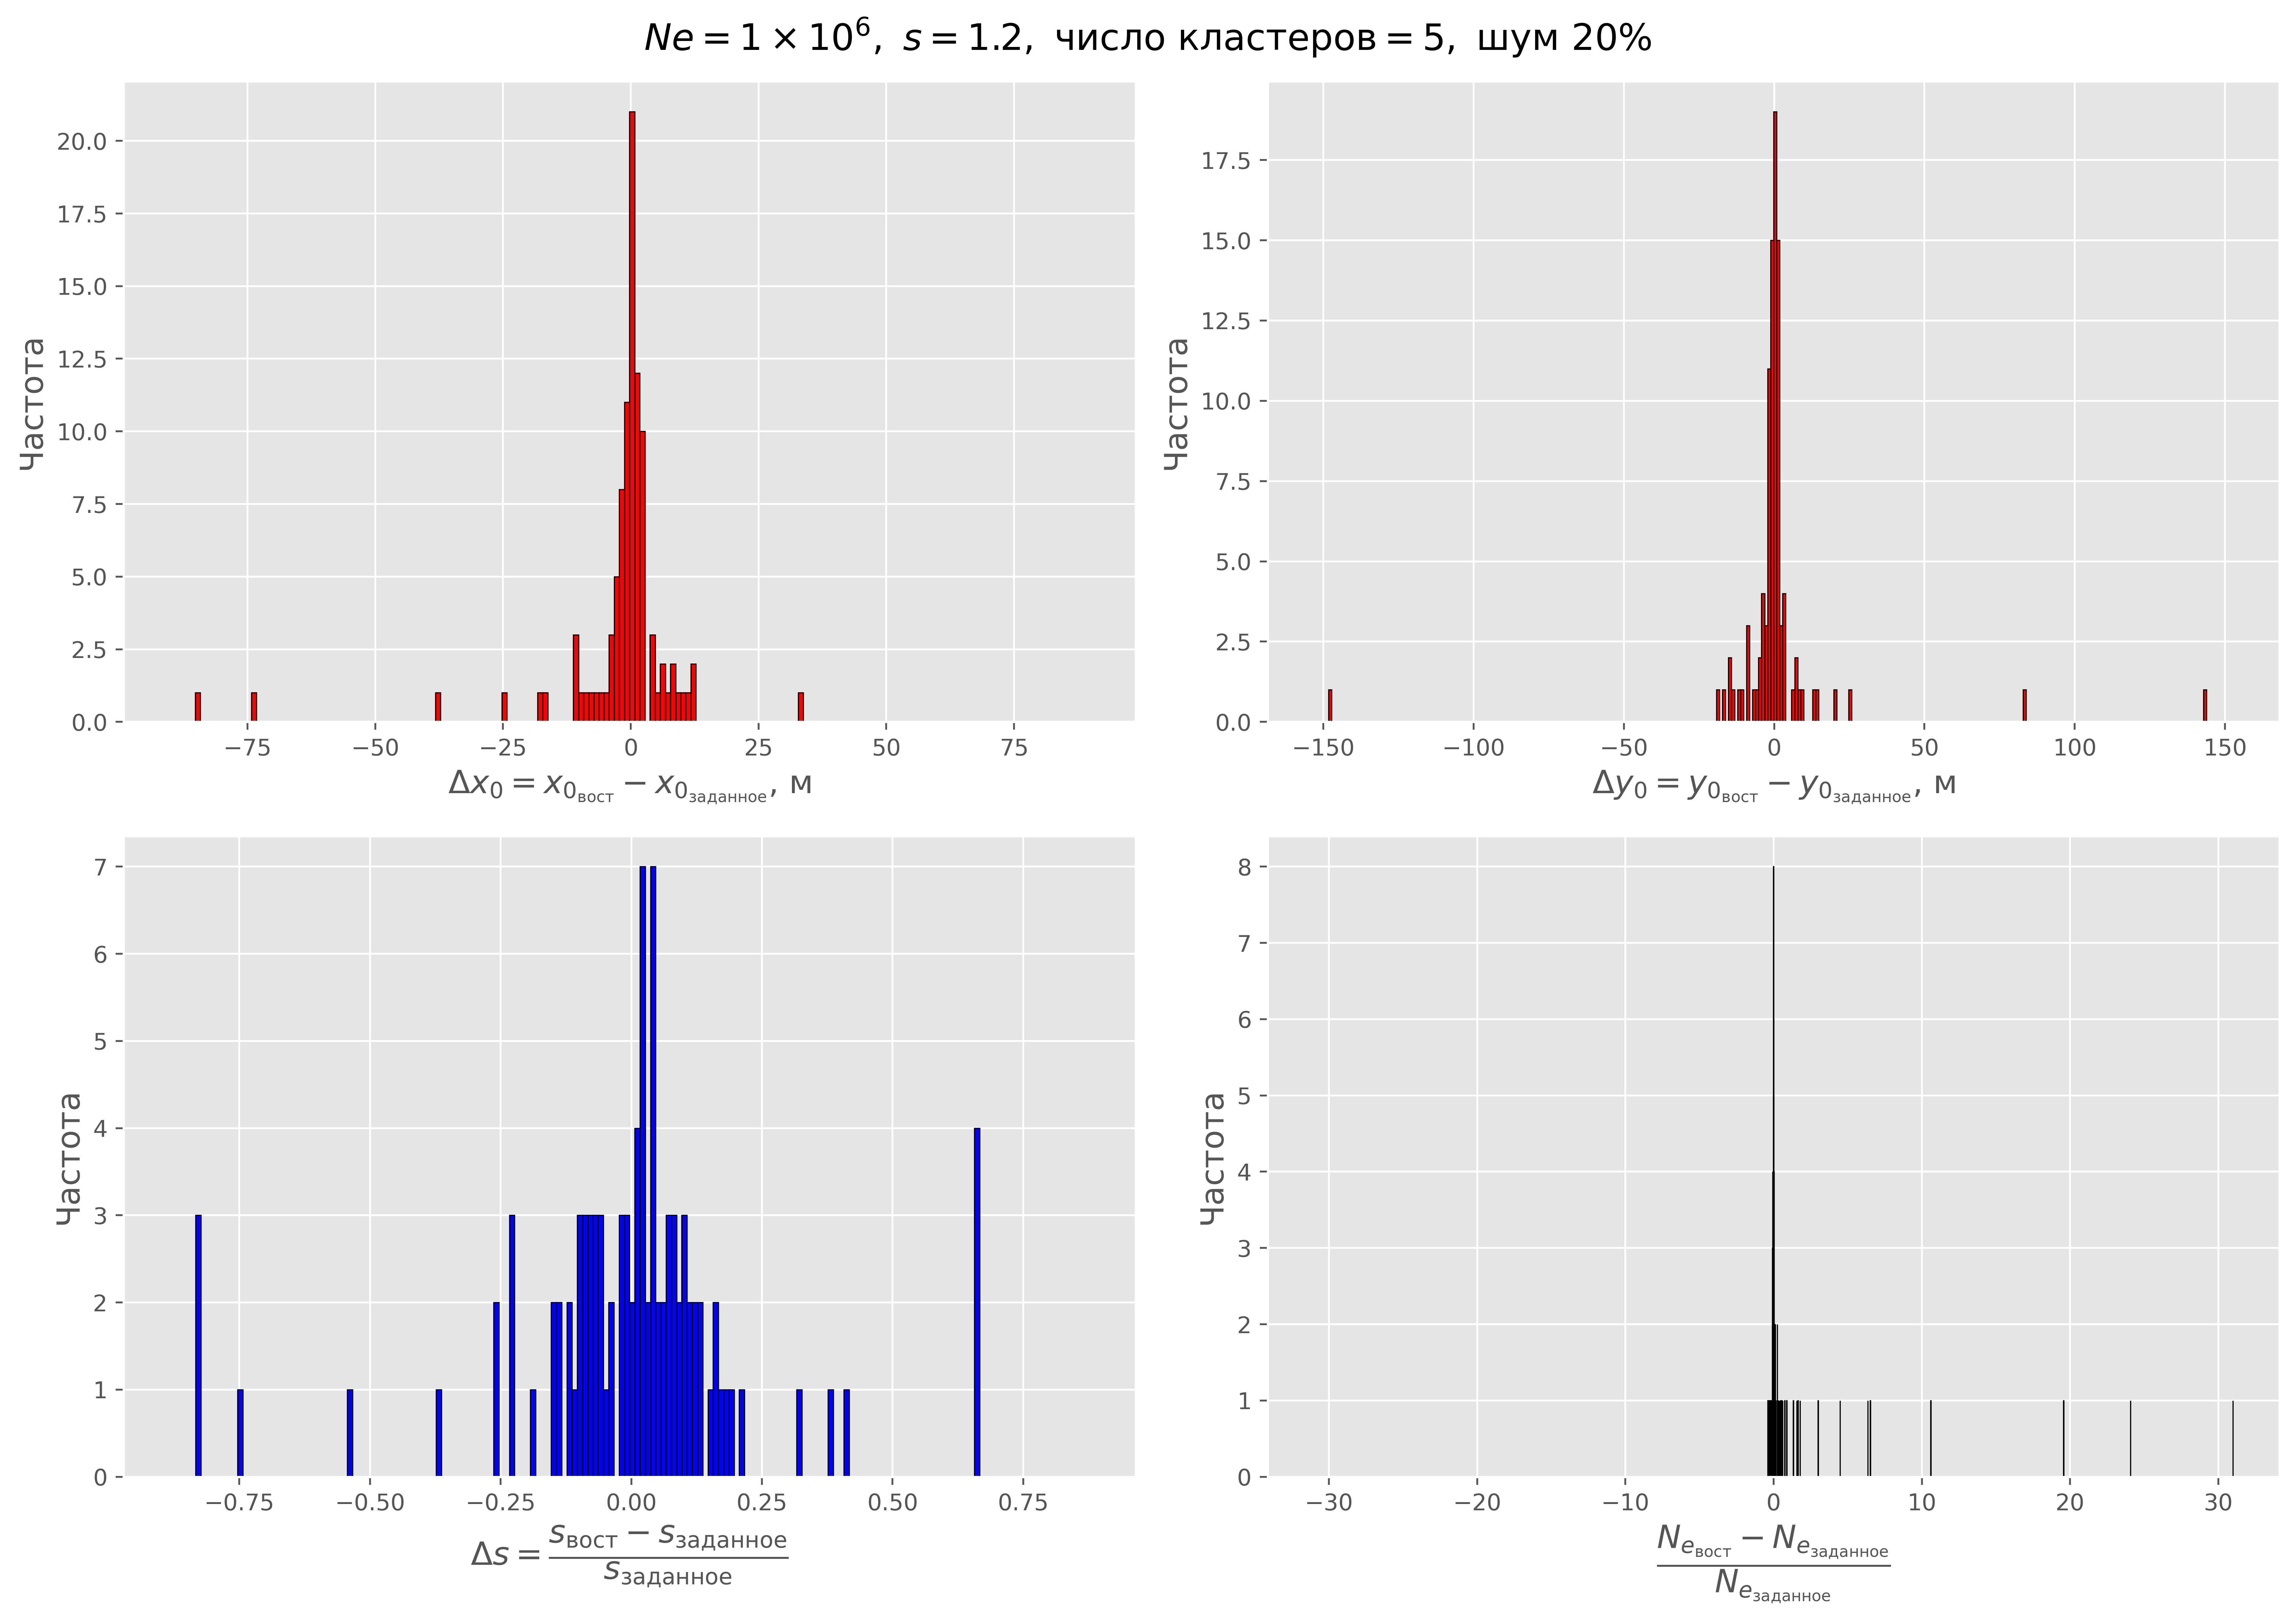 Ne = 1 × 10⁶, s = 1.2, число кластеров = 5, шум 20%
Частота
20.0
17.5
15.0
12.5
10.0
7.5
5.0
2.5
0.0
−75 −50 −25 0 25 50 75
Δx₀ = x₀вост − x₀заданное, м
Частота
17.5
15.0
12.5
10.0
7.5
5.0
2.5
0.0
−150 −100 −50 0 50 100 150
Δy₀ = y₀вост − y₀заданное, м
Частота
7
6
5
4
3
2
1
0
−0.75 −0.50 −0.25 0.00 0.25 0.50 0.75
Δs = (sвост − sзаданное) / sзаданное
Частота
8
7
6
5
4
3
2
1
0
−30 −20 −10 0 10 20 30
(Nₑвост − Nₑзаданное) / Nₑзаданное